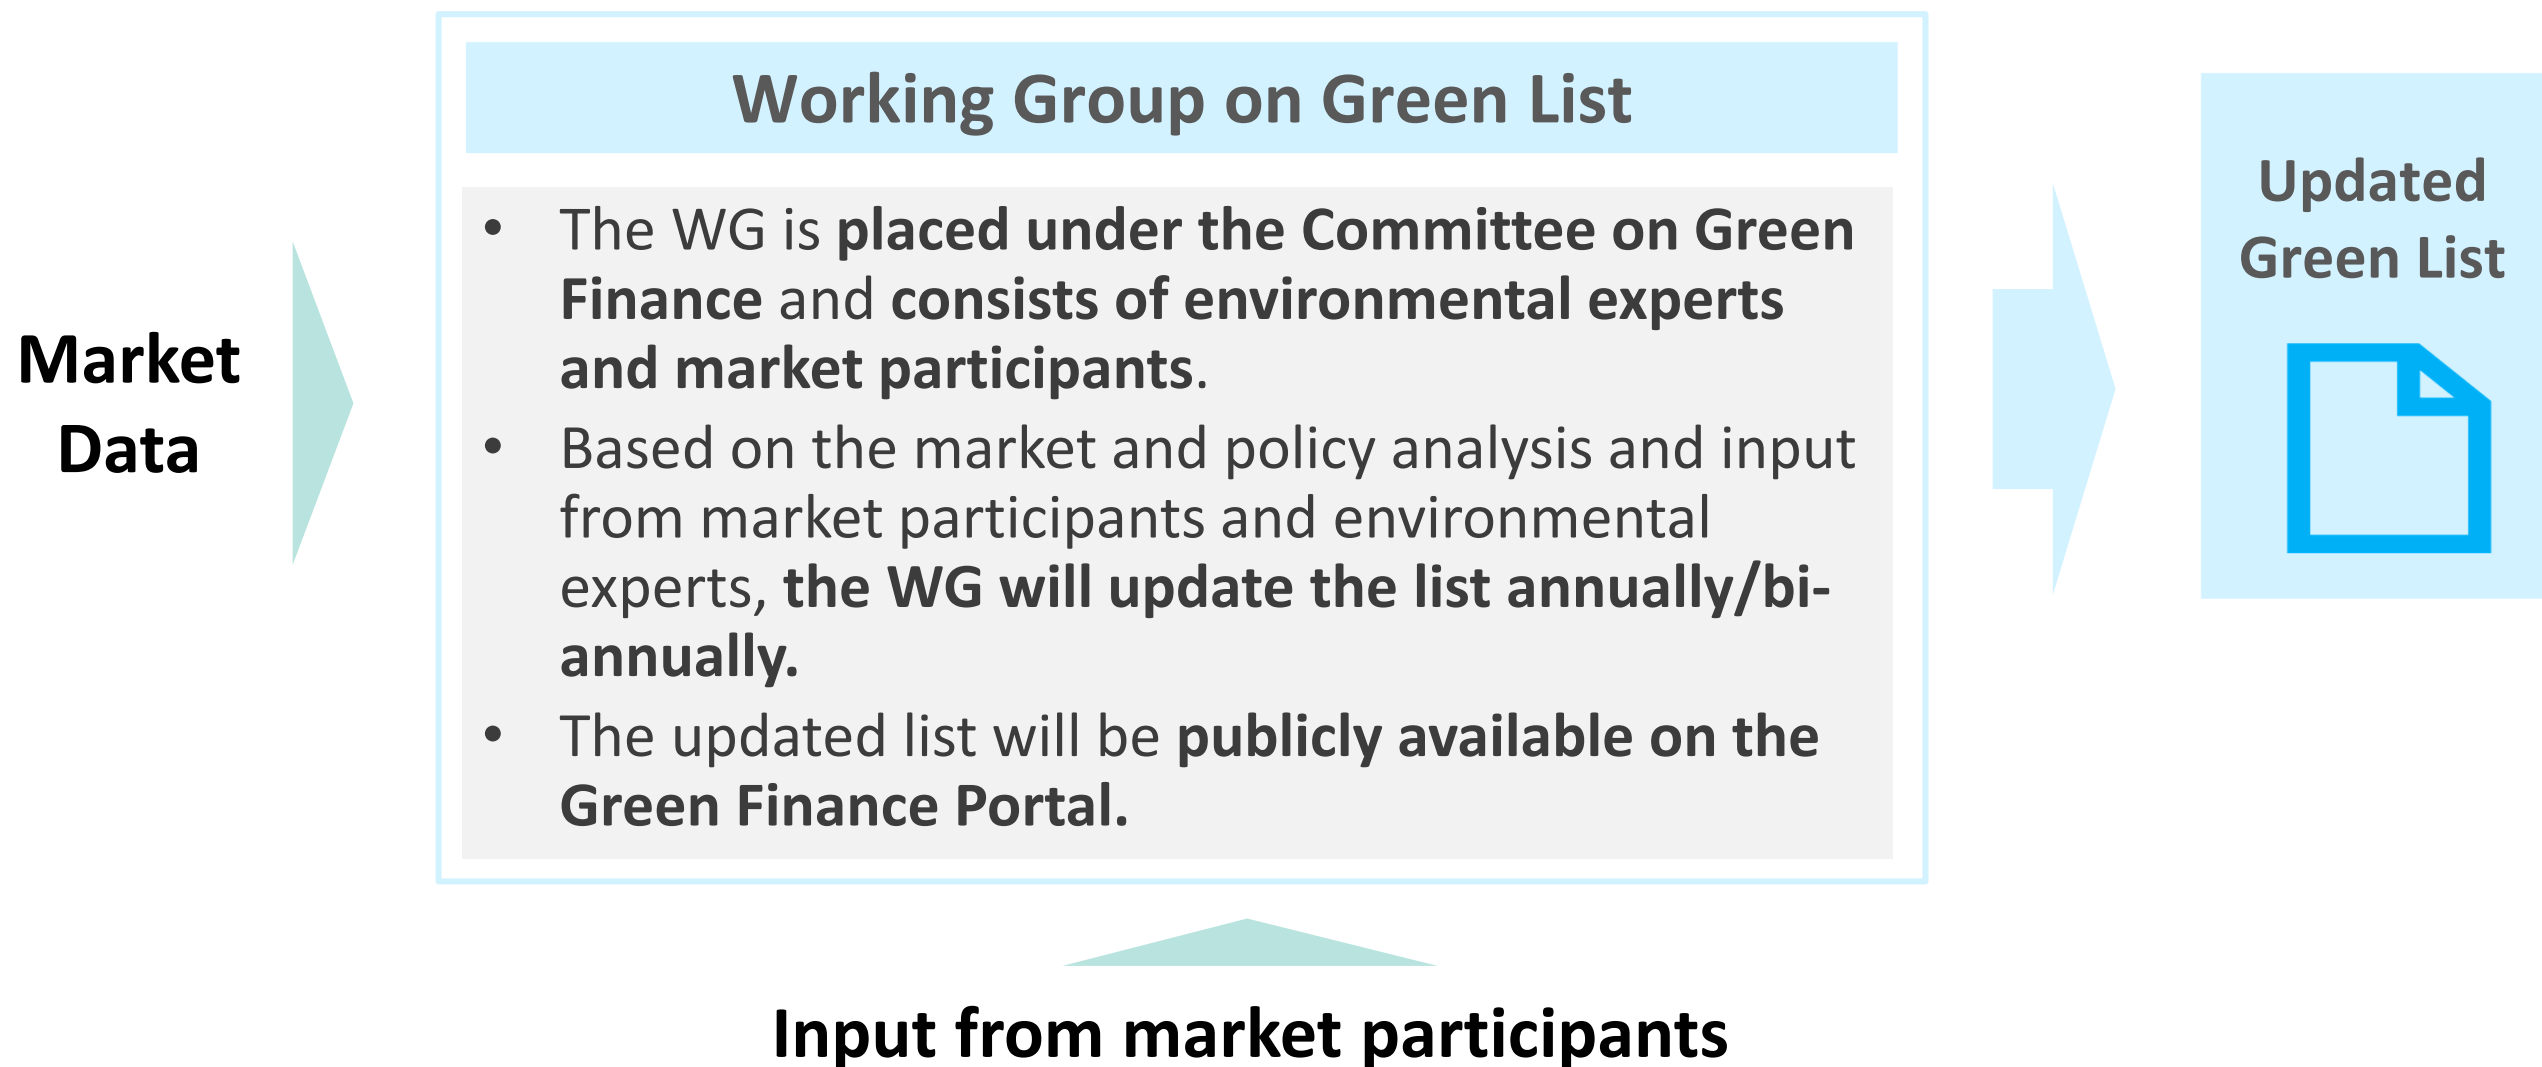 Working Group on Green List
• The WG is placed under the Committee on Green
Finance and consists of environmental experts
and market participants.
• Based on the market and policy analysis and input
from market participants and environmental
experts, the WG will update the list annually/bi-
annually.
• The updated list will be publicly available on the
Green Finance Portal.
Market
Data
Updated
Green List
Input from market participants